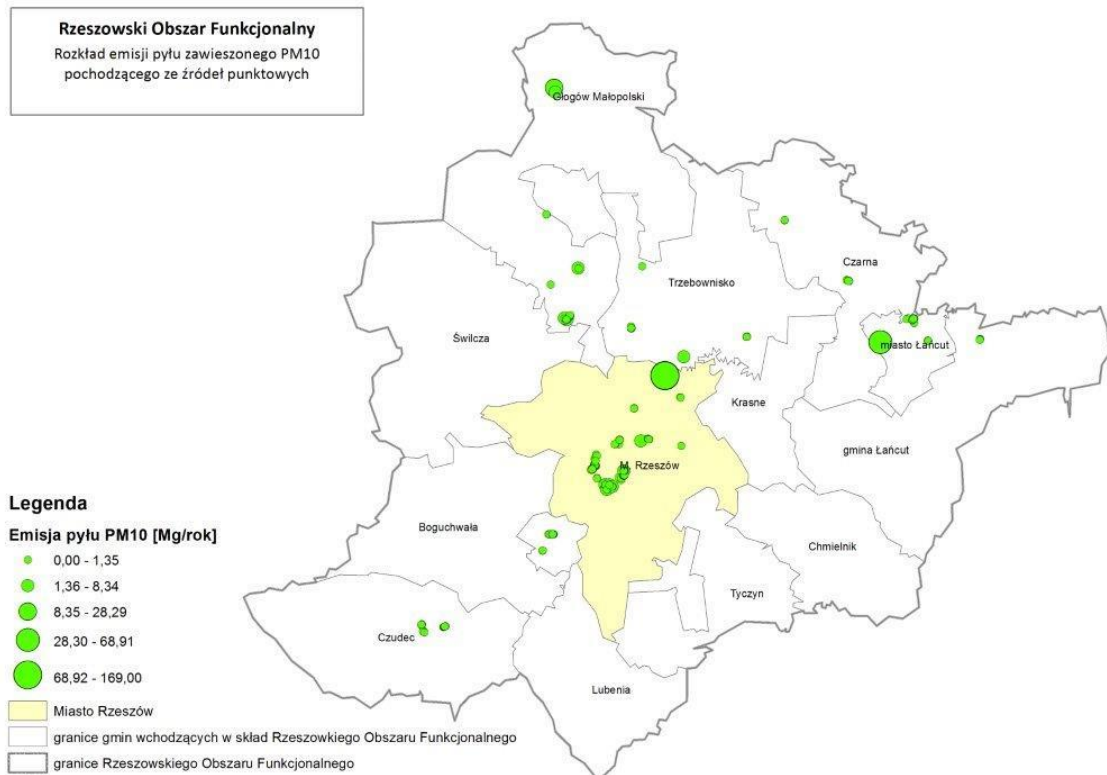 Rzeszowski Obszar Funkcjonalny
Rozkład emisji pyłu zawieszonego PM10
pochodzącego ze źródeł punktowych
Głogów Małopolski
Trzebownisko
Czarna
Świlcza
miasto Łańcut
Krasne
gmina Łańcut
M. Rzeszów
Boguchwała
Chmielnik
Tyczyn
Czudec
Lubenia
Legenda
Emisja pyłu PM10 [Mg/rok]
0,00 - 1,35
1,36 - 8,34
8,35 - 28,29
28,30 - 68,91
68,92 - 169,00
Miasto Rzeszów
granice gmin wchodzących w skład Rzeszowkiego Obszaru Funkcjonalnego
granice Rzeszowskiego Obszaru Funkcjonalnego